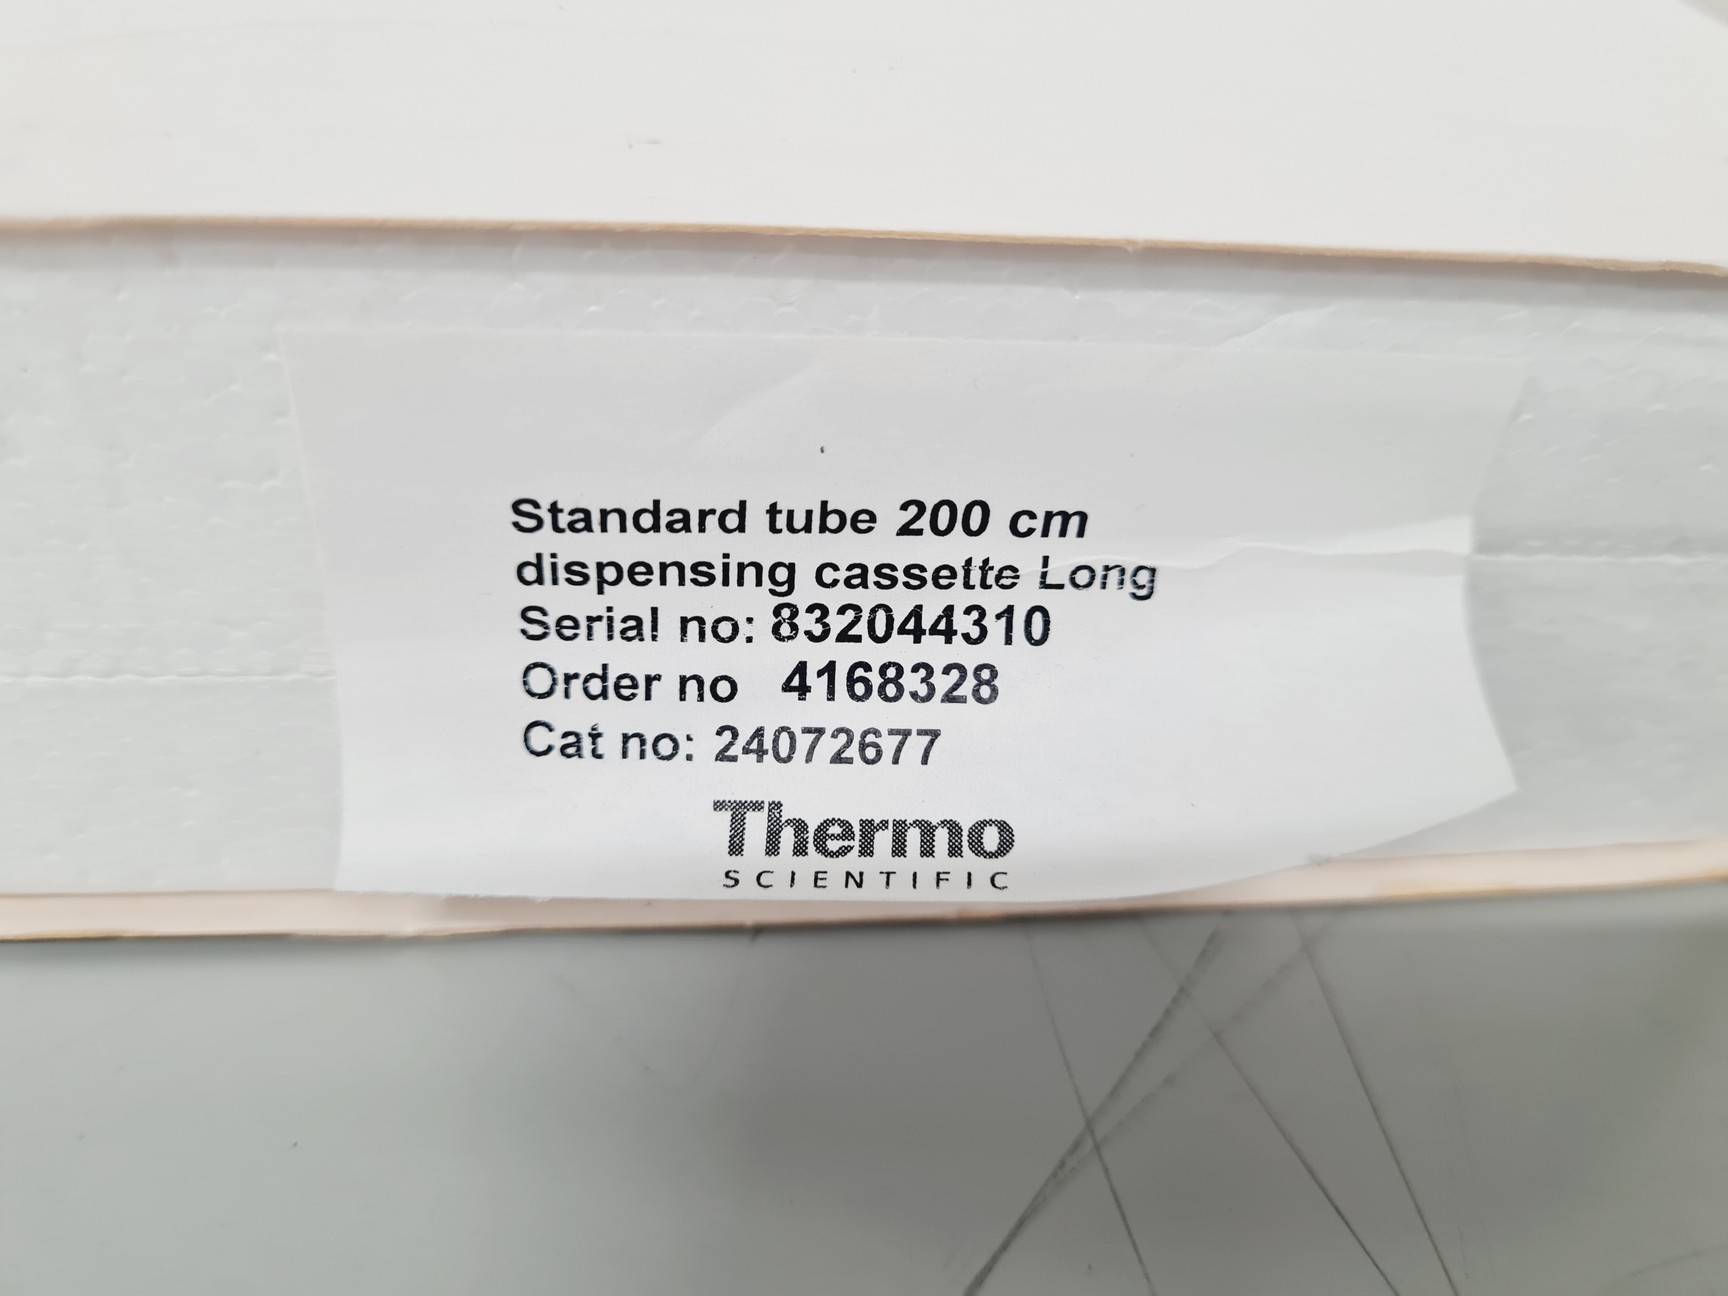 Standard tube 200 cm
dispensing cassette Long
Serial no: 832044310
Order no 4168328
Cat no: 24072677
Thermo
SCIENTIFIC